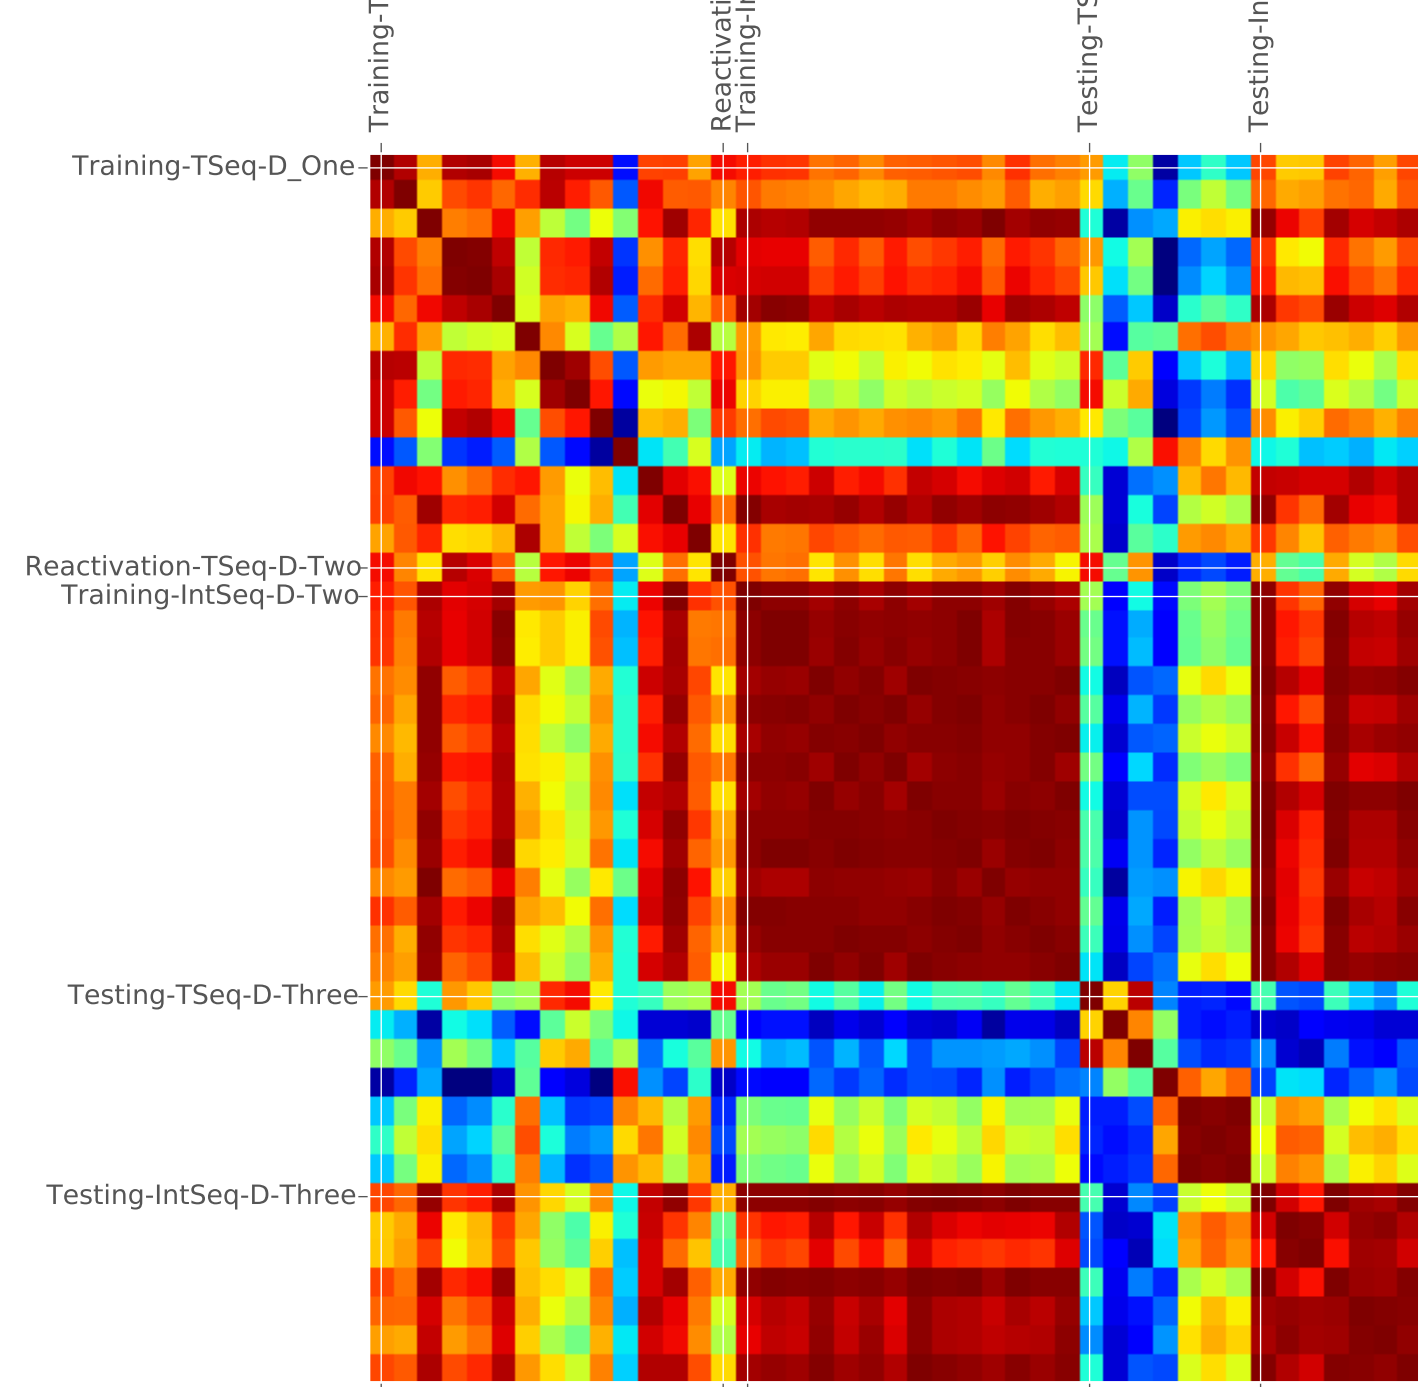 Training-T
Reactivati
Training-In
Testing-TS
Testing-In
Training-TSeq-D_One
Reactivation-TSeq-D-Two
Training-IntSeq-D-Two
Testing-TSeq-D-Three
Testing-IntSeq-D-Three